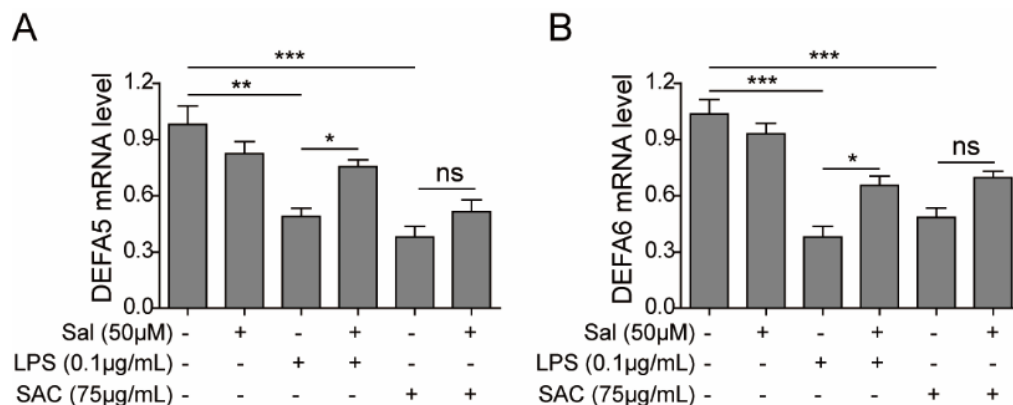 A
DEFA5 mRNA level
1.2
0.9
0.6
0.3
0.0
***
**
*
ns
Sal (50μM) - + - + - +
LPS (0.1μg/mL) - - + + - -
SAC (75μg/mL) - - - - + +
B
DEFA6 mRNA level
1.2
0.9
0.6
0.3
0.0
***
***
*
ns
Sal (50μM) - + - + - +
LPS (0.1μg/mL) - - + + - -
SAC (75μg/mL) - - - - + +